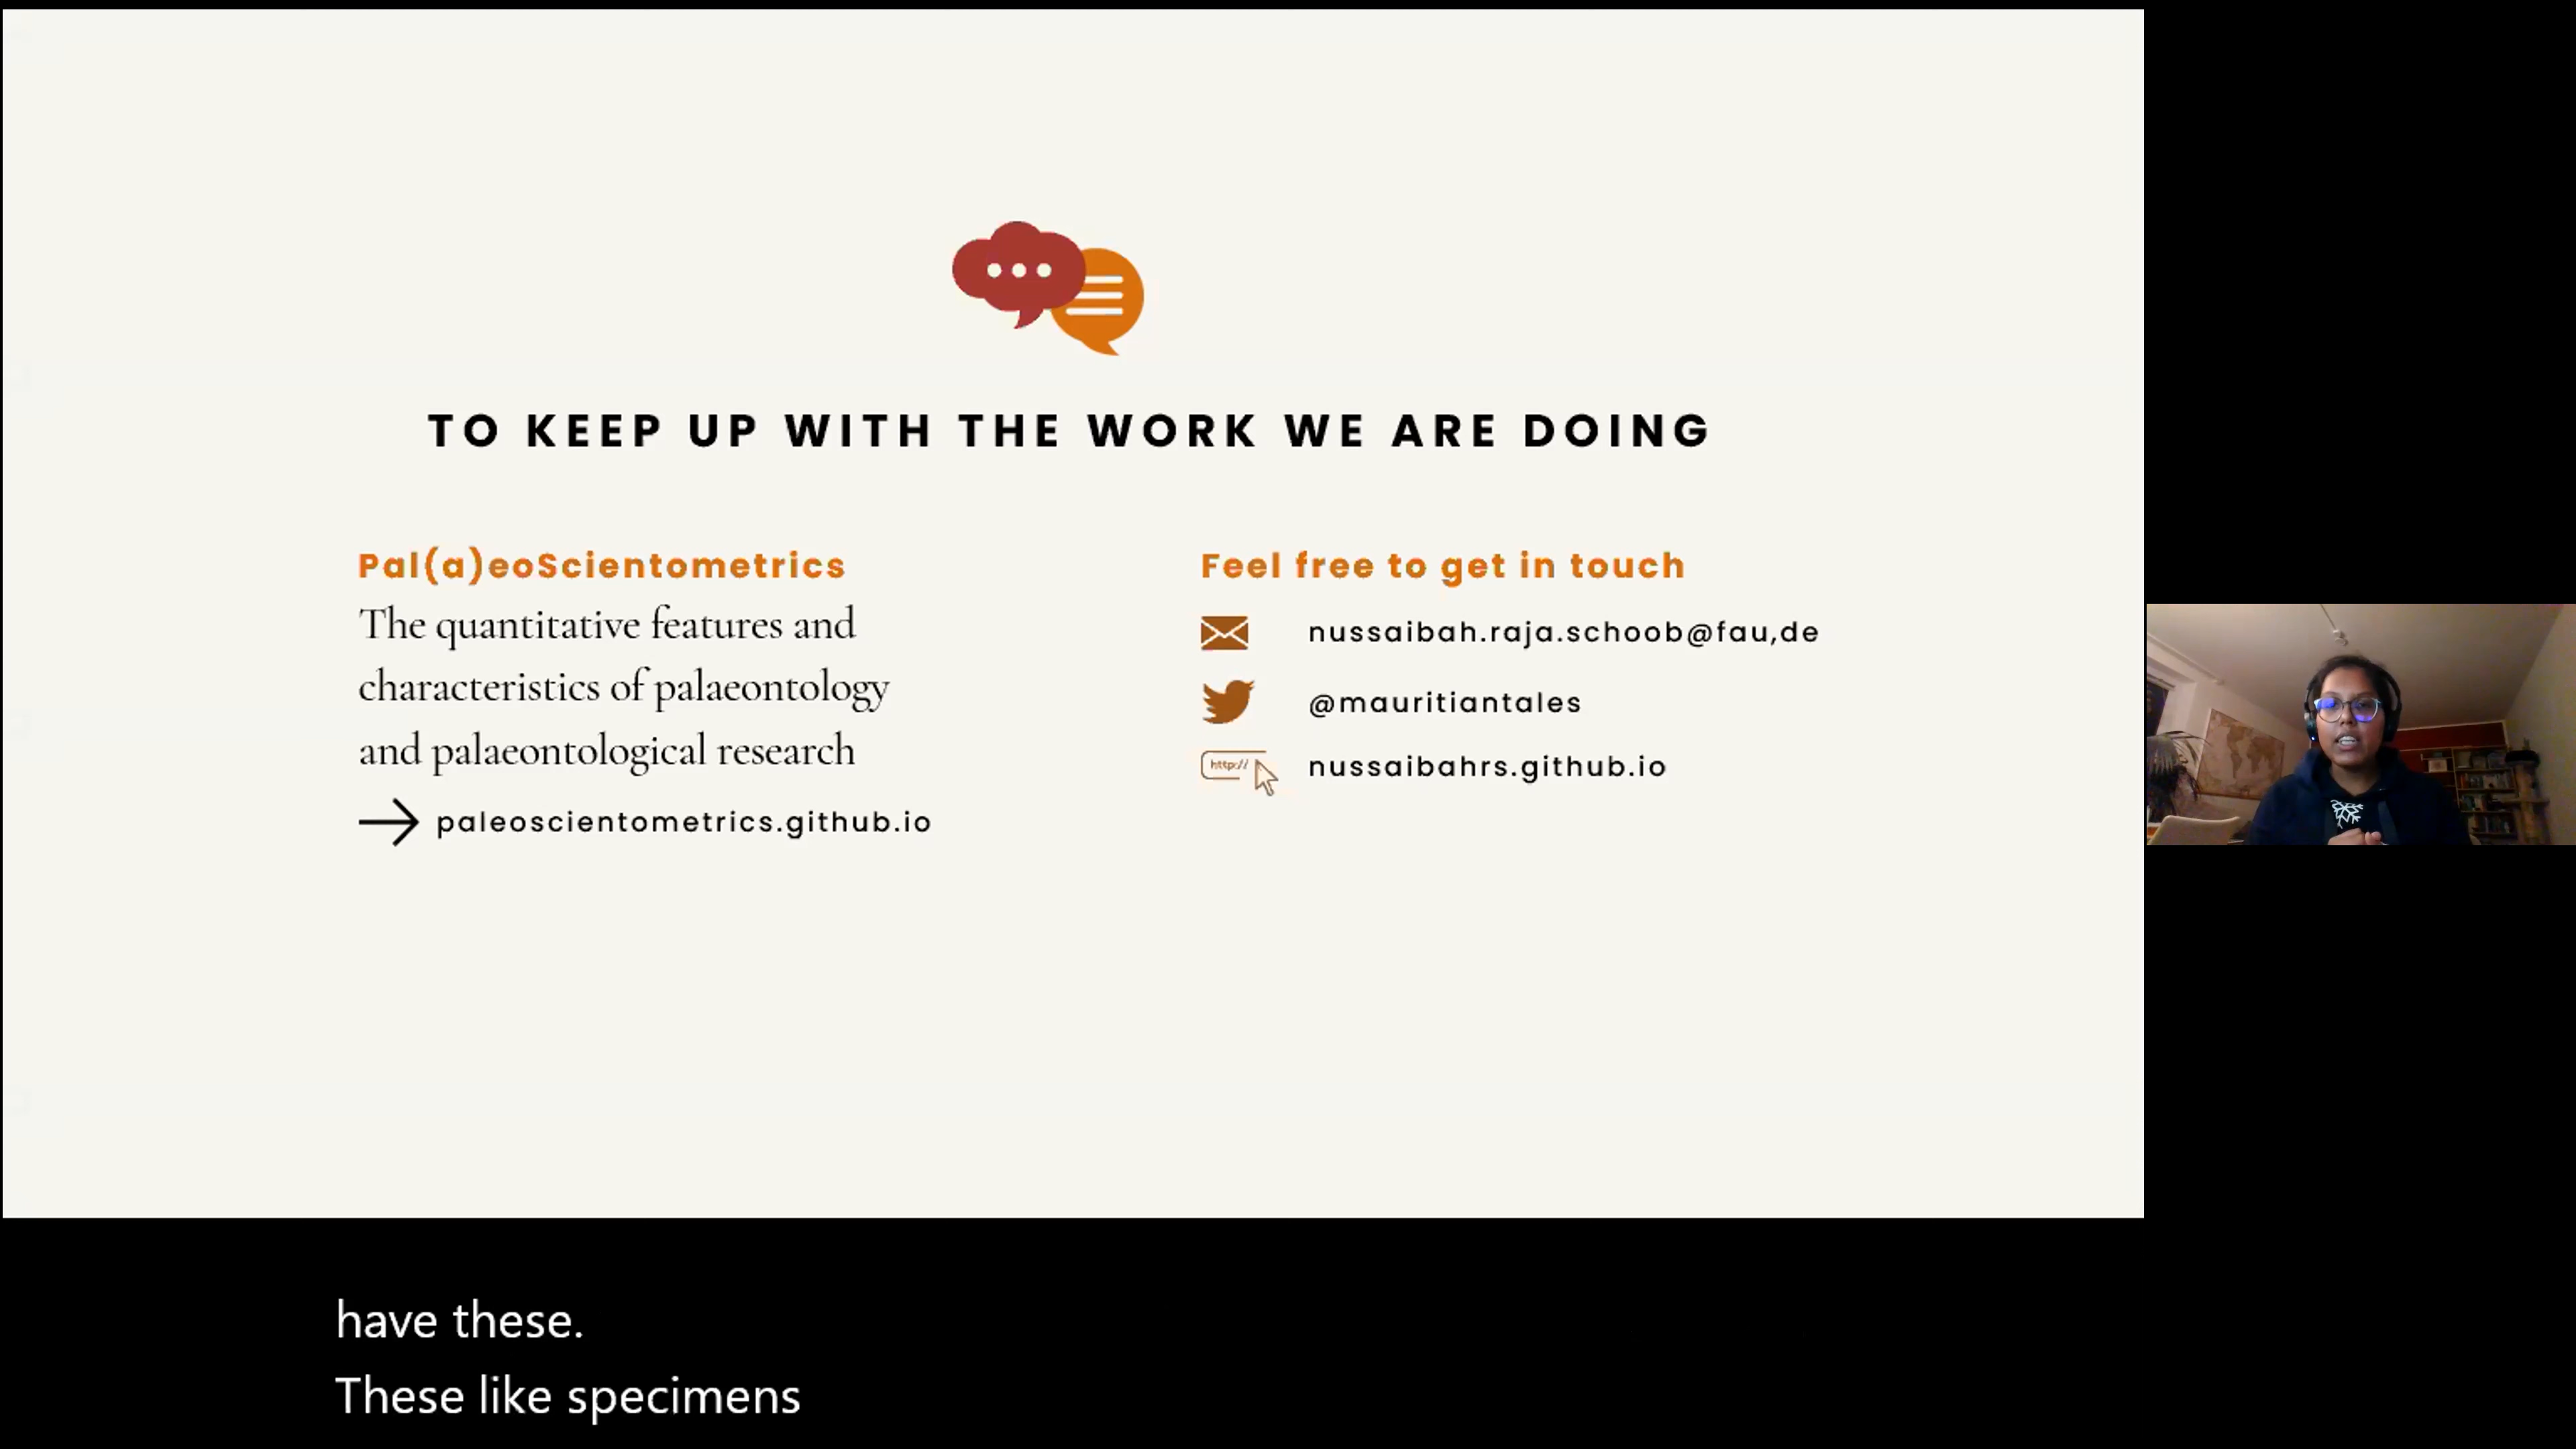 TO KEEP UP WITH THE WORK WE ARE DOING
Pal(a)eoScientometrics
The quantitative features and
characteristics of palaeontology
and palaeontological research
paleoscientometrics.github.io
Feel free to get in touch
nussaibah.raja.schoob@fau,de
@mauritiantales
http://
nussaibahrs.github.io
have these.
These like specimens